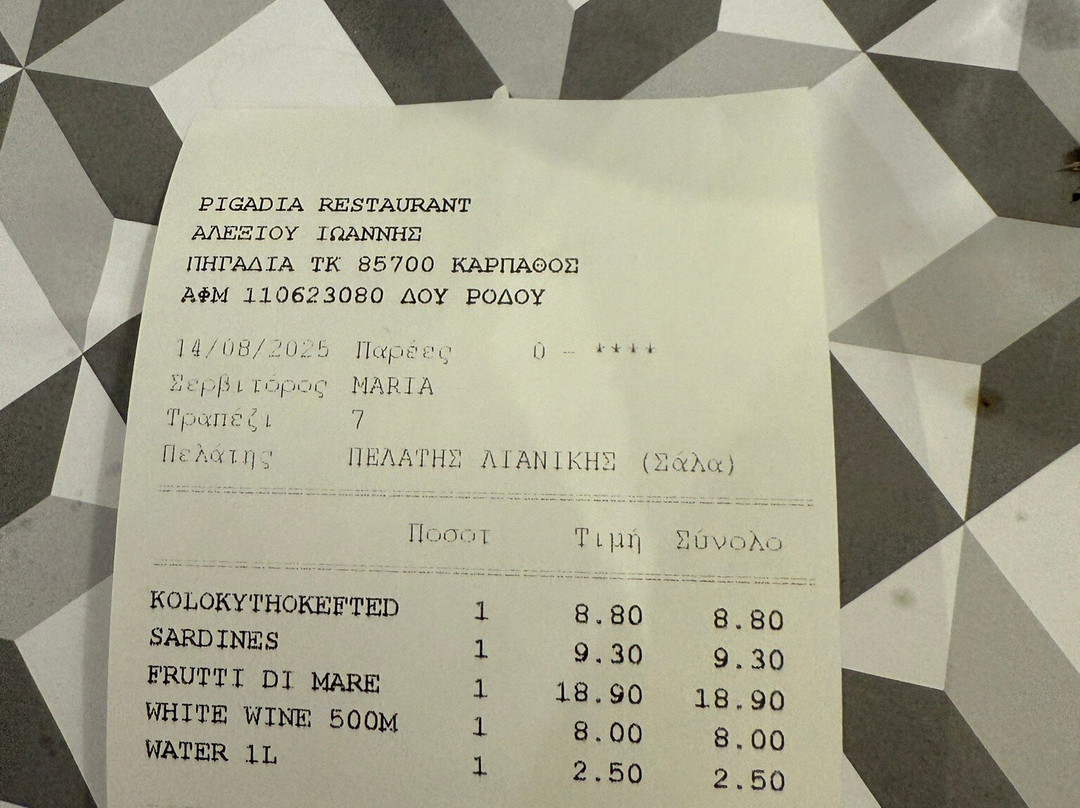 PIGADIA RESTAURANT
ΑΛΕΞΙΟΥ ΙΩΑΝΝΗΣ
ΠΗΓΑΔΙΑ ΤΚ 85700 ΚΑΡΠΑΘΟΣ
ΑΦΜ 110623080 ΔΟΥ ΡΟΔΟΥ
14/08/2025 Παρέες 0 - ****
Σερβιτόρος MARIA
Τραπέζι 7
Πελάτης ΠΕΛΑΤΗΣ ΛΙΑΝΙΚΗΣ (Σάλα)
Ποσοτ Τιμή Σύνολο
KOLOKYTHOKEFTED 1 8.80 8.80
SARDINES 1 9.30 9.30
FRUTTI DI MARE 1 18.90 18.90
WHITE WINE 500M 1 8.00 8.00
WATER 1L 1 2.50 2.50